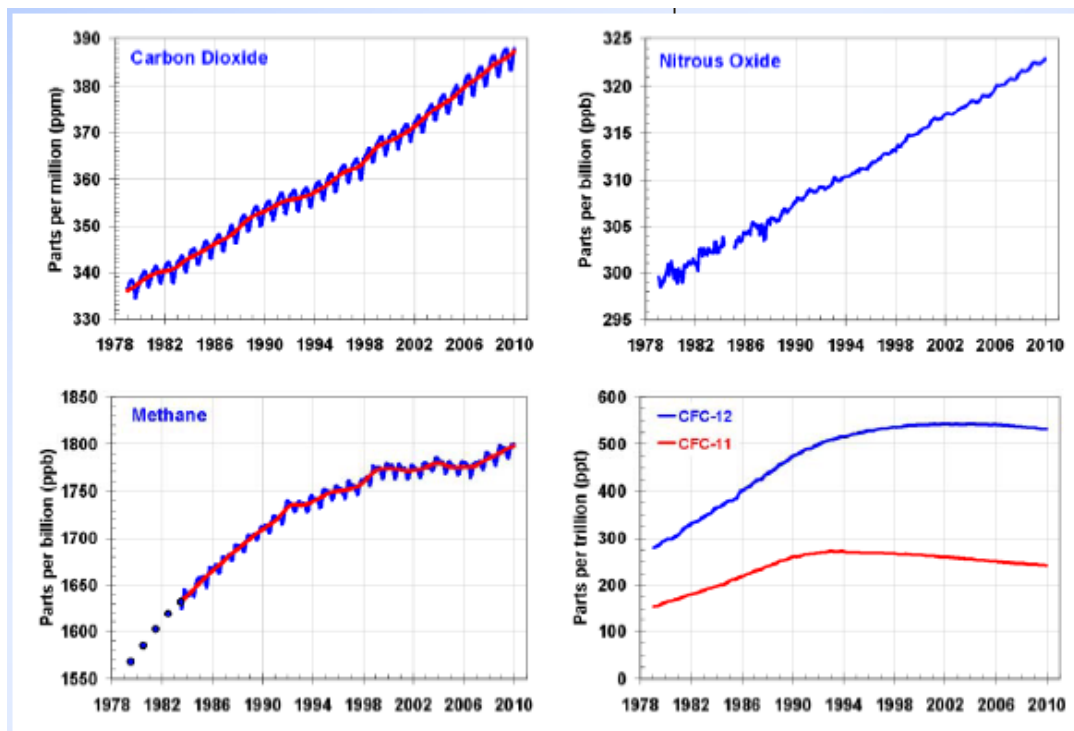 Carbon Dioxide
Parts per million (ppm)
390
380
370
360
350
340
330
1978 1982 1986 1990 1994 1998 2002 2006 2010
Nitrous Oxide
Parts per billion (ppb)
325
320
315
310
305
300
295
1978 1982 1986 1990 1994 1998 2002 2006 2010
Methane
Parts per billion (ppb)
1850
1800
1750
1700
1650
1600
1550
1978 1982 1986 1990 1994 1998 2002 2006 2010
CFC-12
CFC-11
Parts per trillion (ppt)
600
500
400
300
200
100
0
1978 1982 1986 1990 1994 1998 2002 2006 2010